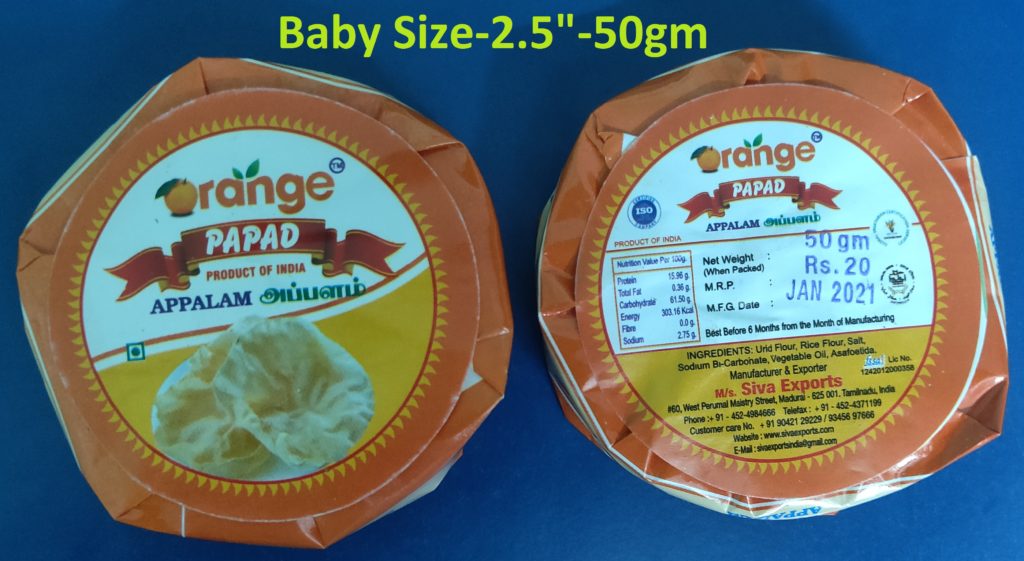 Baby Size-2.5"-50gm
Orange TM
PAPAD
PRODUCT OF INDIA
APPALAM அப்பளம்
Orange TM
PAPAD
APPALAM அப்பளம்
ISO
PRODUCT OF INDIA
Nutrition Value Per 100g.
Protein 15.96 g.
Total Fat 0.36 g.
Carbohydrate 61.50 g.
Energy 303.16 Kcal
Fibre 0.0 g.
Sodium 2.75 g.
Net Weight : 50 gm
(When Packed)
M.R.P. : Rs. 20
M.F.G. Date : JAN 2021
Best Before 6 Months from the Month of Manufacturing
INGREDIENTS: Urid Flour, Rice Flour, Salt,
Sodium Bi-Carbohate, Vegetable Oil, Asafoetida.
Manufacturer & Exporter
M/s. Siva Exports
fssai Lic No.
1242012000358
#60, West Perumal Maistry Street, Madurai - 625 001. Tamilnadu, India
Phone :+ 91 - 452-4984666 Telefax : + 91 - 452-4371199
Customer care No. + 91 90421 29229 / 93456 97666
Website : www.sivaexports.com
E-Mail : sivaexportsindia@gmail.com